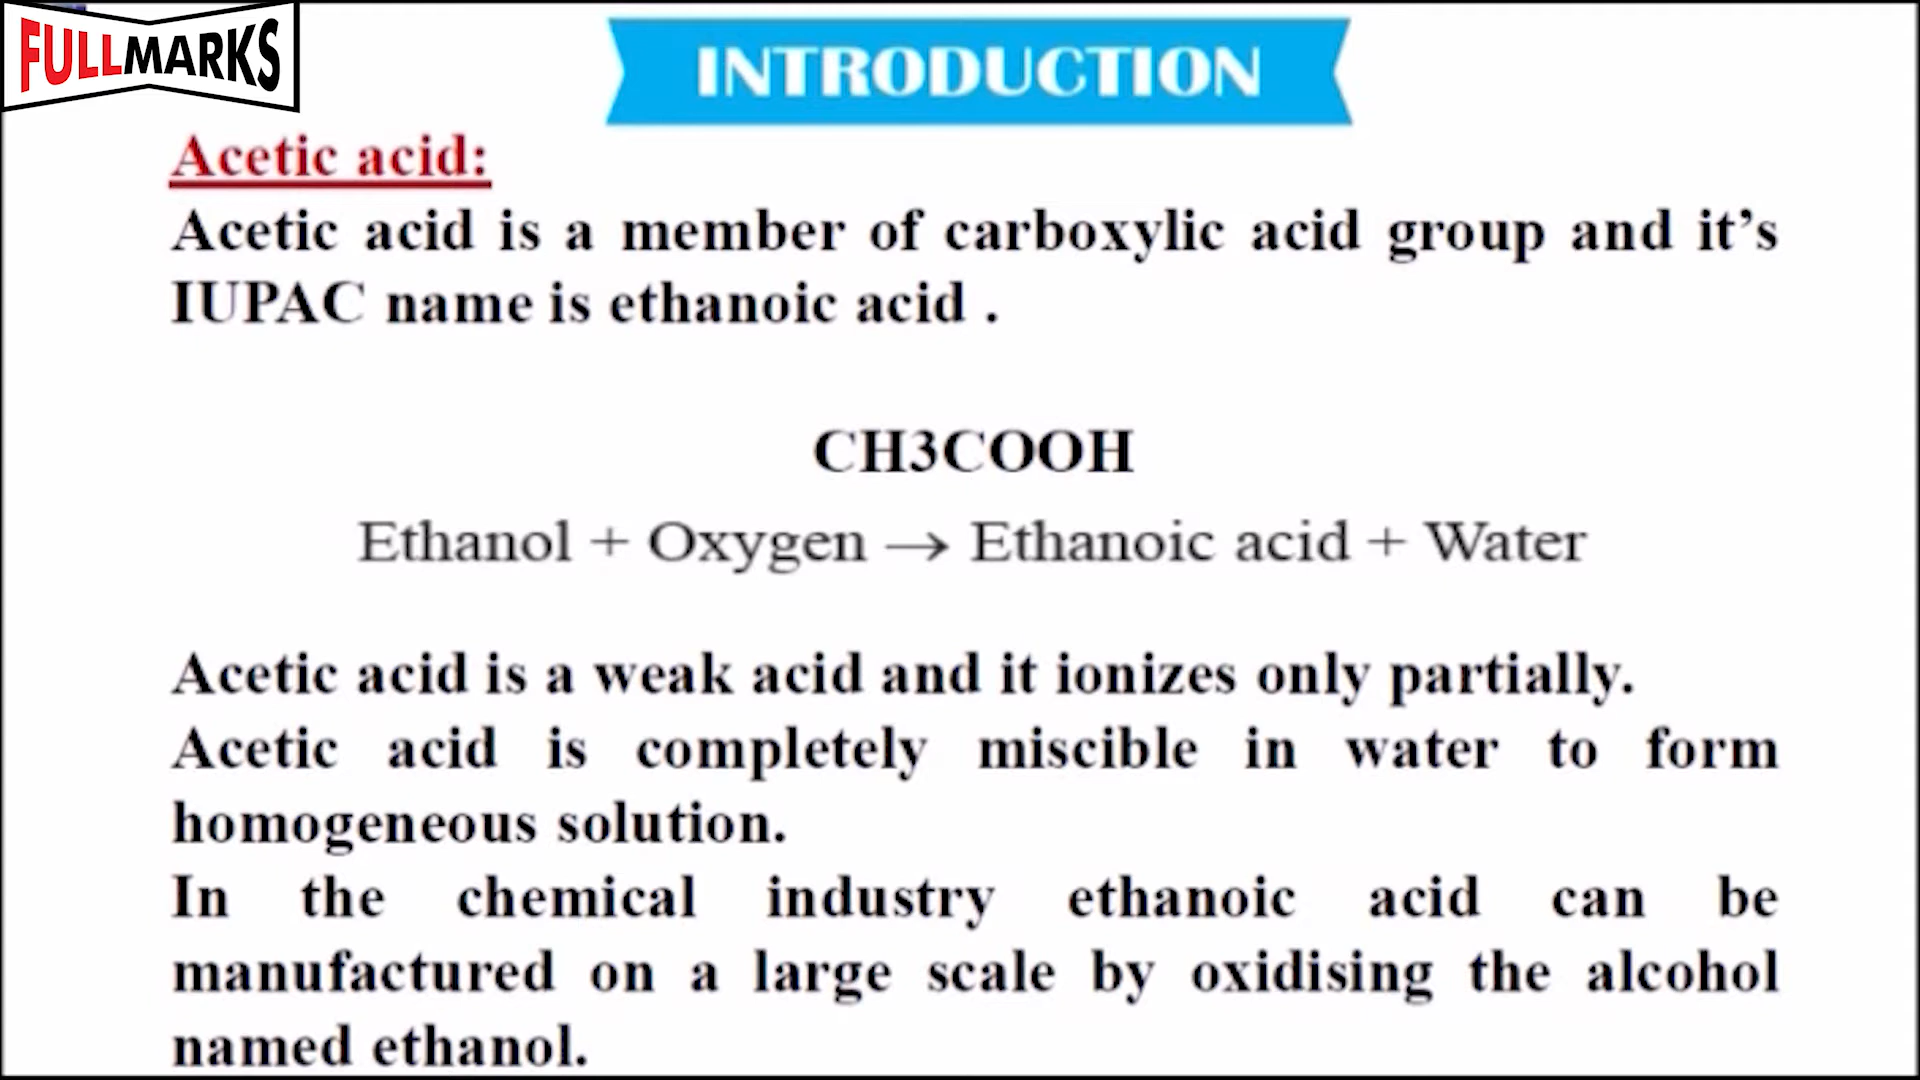 FULLMARKS
INTRODUCTION
Acetic acid:
Acetic acid is a member of carboxylic acid group and it’s
IUPAC name is ethanoic acid .
CH3COOH
Ethanol + Oxygen → Ethanoic acid + Water
Acetic acid is a weak acid and it ionizes only partially.
Acetic acid is completely miscible in water to form
homogeneous solution.
In the chemical industry ethanoic acid can be
manufactured on a large scale by oxidising the alcohol
named ethanol.